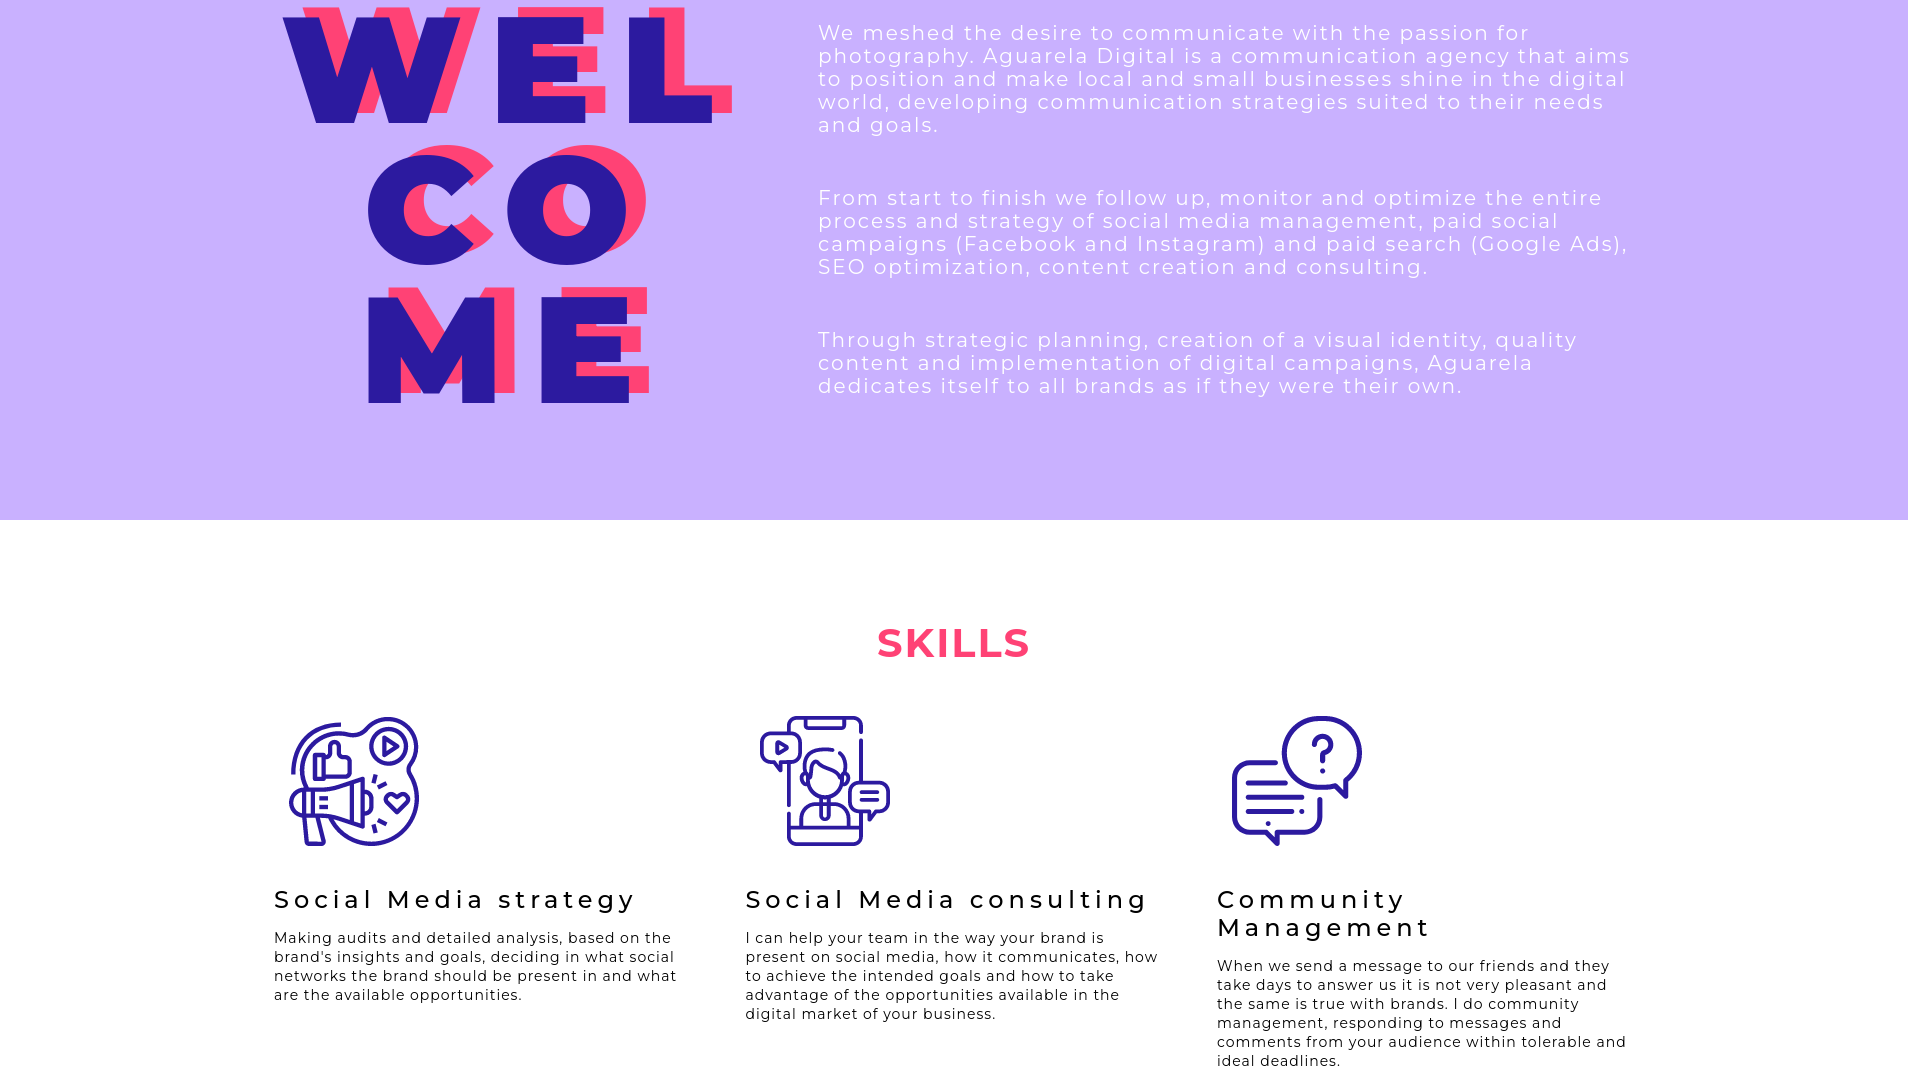 WEL
CO
ME
We meshed the desire to communicate with the passion for
photography. Aguarela Digital is a communication agency that aims
to position and make local and small businesses shine in the digital
world, developing communication strategies suited to their needs
and goals.
From start to finish we follow up, monitor and optimize the entire
process and strategy of social media management, paid social
campaigns (Facebook and Instagram) and paid search (Google Ads),
SEO optimization, content creation and consulting.
Through strategic planning, creation of a visual identity, quality
content and implementation of digital campaigns, Aguarela
dedicates itself to all brands as if they were their own.
SKILLS
Social Media strategy
Making audits and detailed analysis, based on the
brand's insights and goals, deciding in what social
networks the brand should be present in and what
are the available opportunities.
Social Media consulting
I can help your team in the way your brand is
present on social media, how it communicates, how
to achieve the intended goals and how to take
advantage of the opportunities available in the
digital market of your business.
Community
Management
When we send a message to our friends and they
take days to answer us it is not very pleasant and
the same is true with brands. I do community
management, responding to messages and
comments from your audience within tolerable and
ideal deadlines.